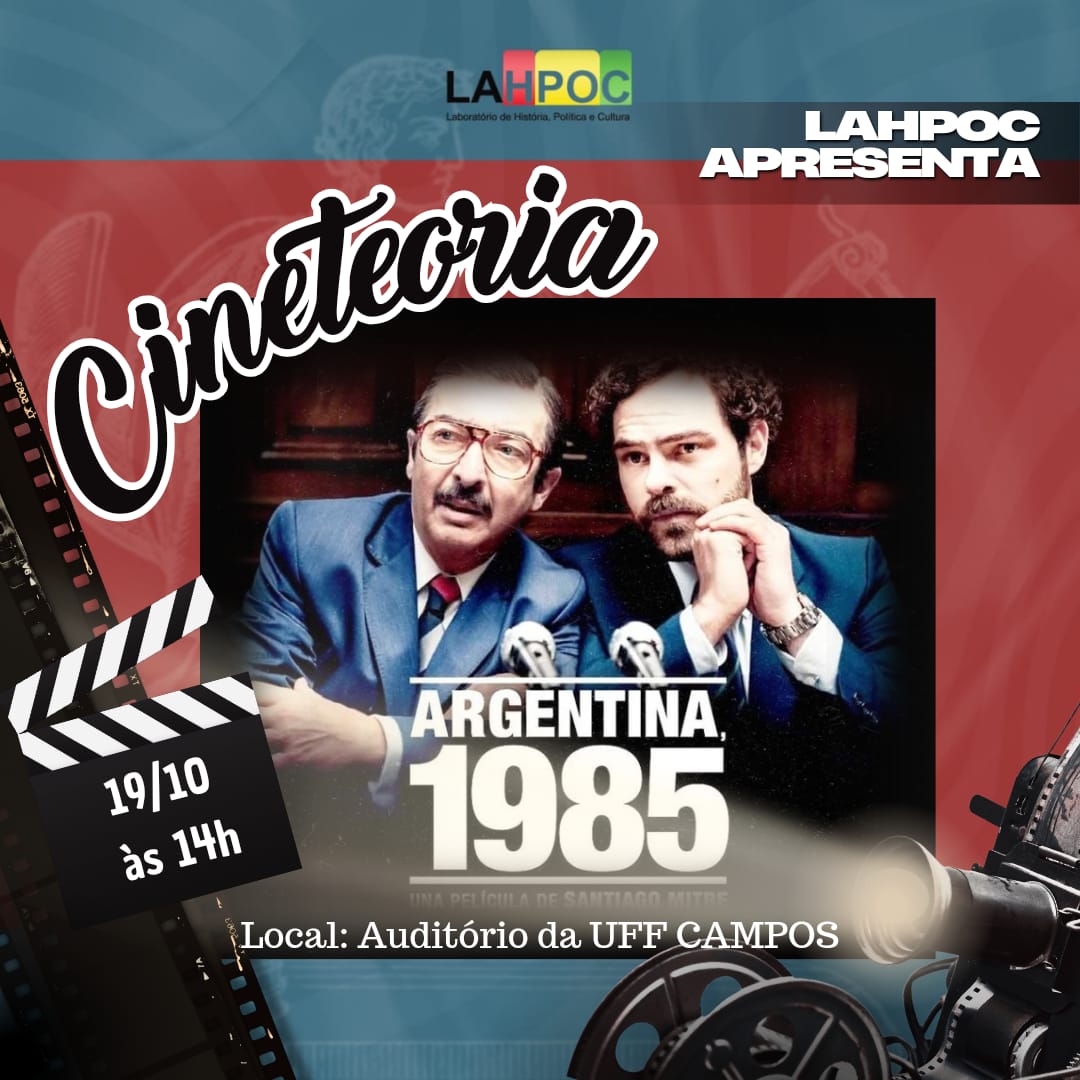 LAHPOC
Laboratório de História, Política e Cultura
LAHPOC
APRESENTA
Cineteoria
ARGENTINA,
1985
UNA PELÍCULA DE SANTIAGO MITRE
19/10
às 14h
Local: Auditório da UFF CAMPOS